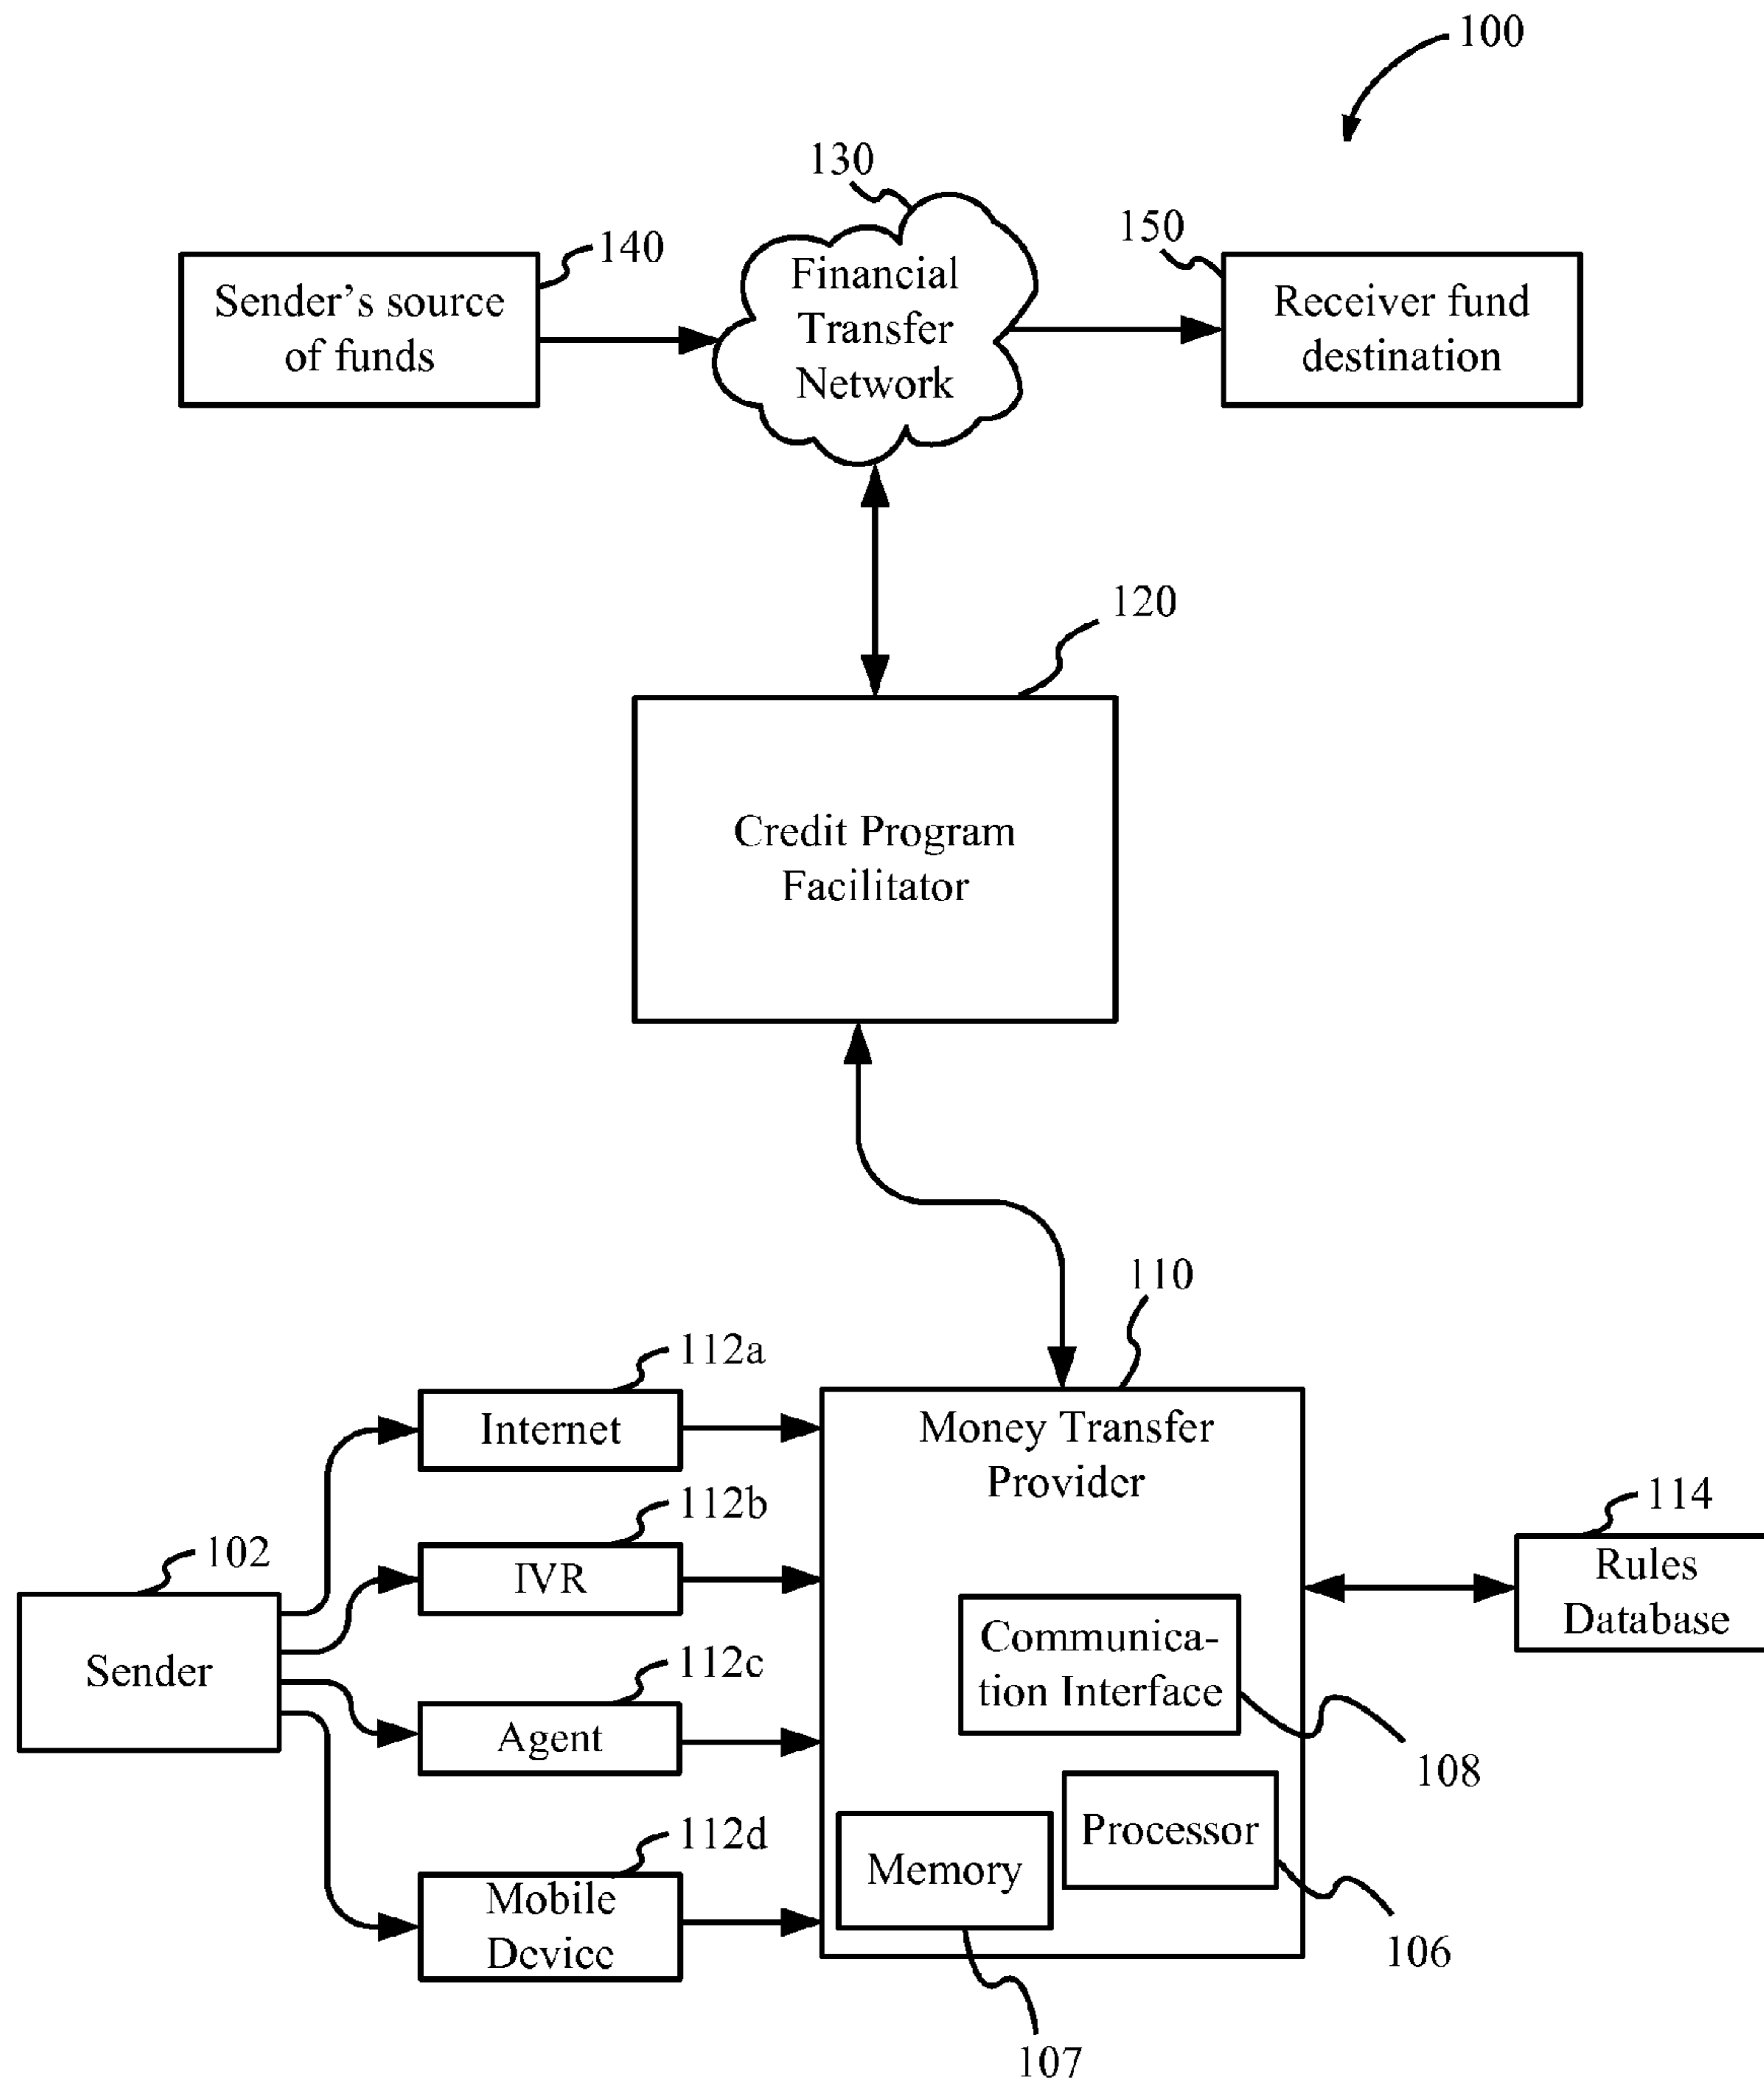 100
130
150
140
Sender's source
of funds
Financial
Transfer
Network
Receiver fund
destination
120
Credit Program
Facilitator
110
112a
Internet
Money Transfer
Provider
112b
IVR
114
Rules
Database
102
Sender
Communica-
tion Interface
112c
Agent
108
Processor
112d
Memory
Mobile
Device
106
107